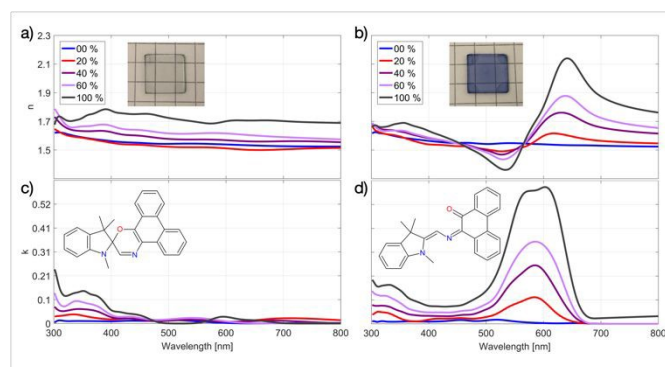 a)
00 %
20 %
40 %
60 %
100 %
b)
00 %
20 %
40 %
60 %
100 %
2.3
2.1
1.9
1.7
1.5
n
c)
d)
0.52
0.41
0.31
0.21
0.1
0
k
O
N
N
Me
O
N
N
300 400 500 600 700 800
300 400 500 600 700 800
Wavelength [nm]
Wavelength [nm]